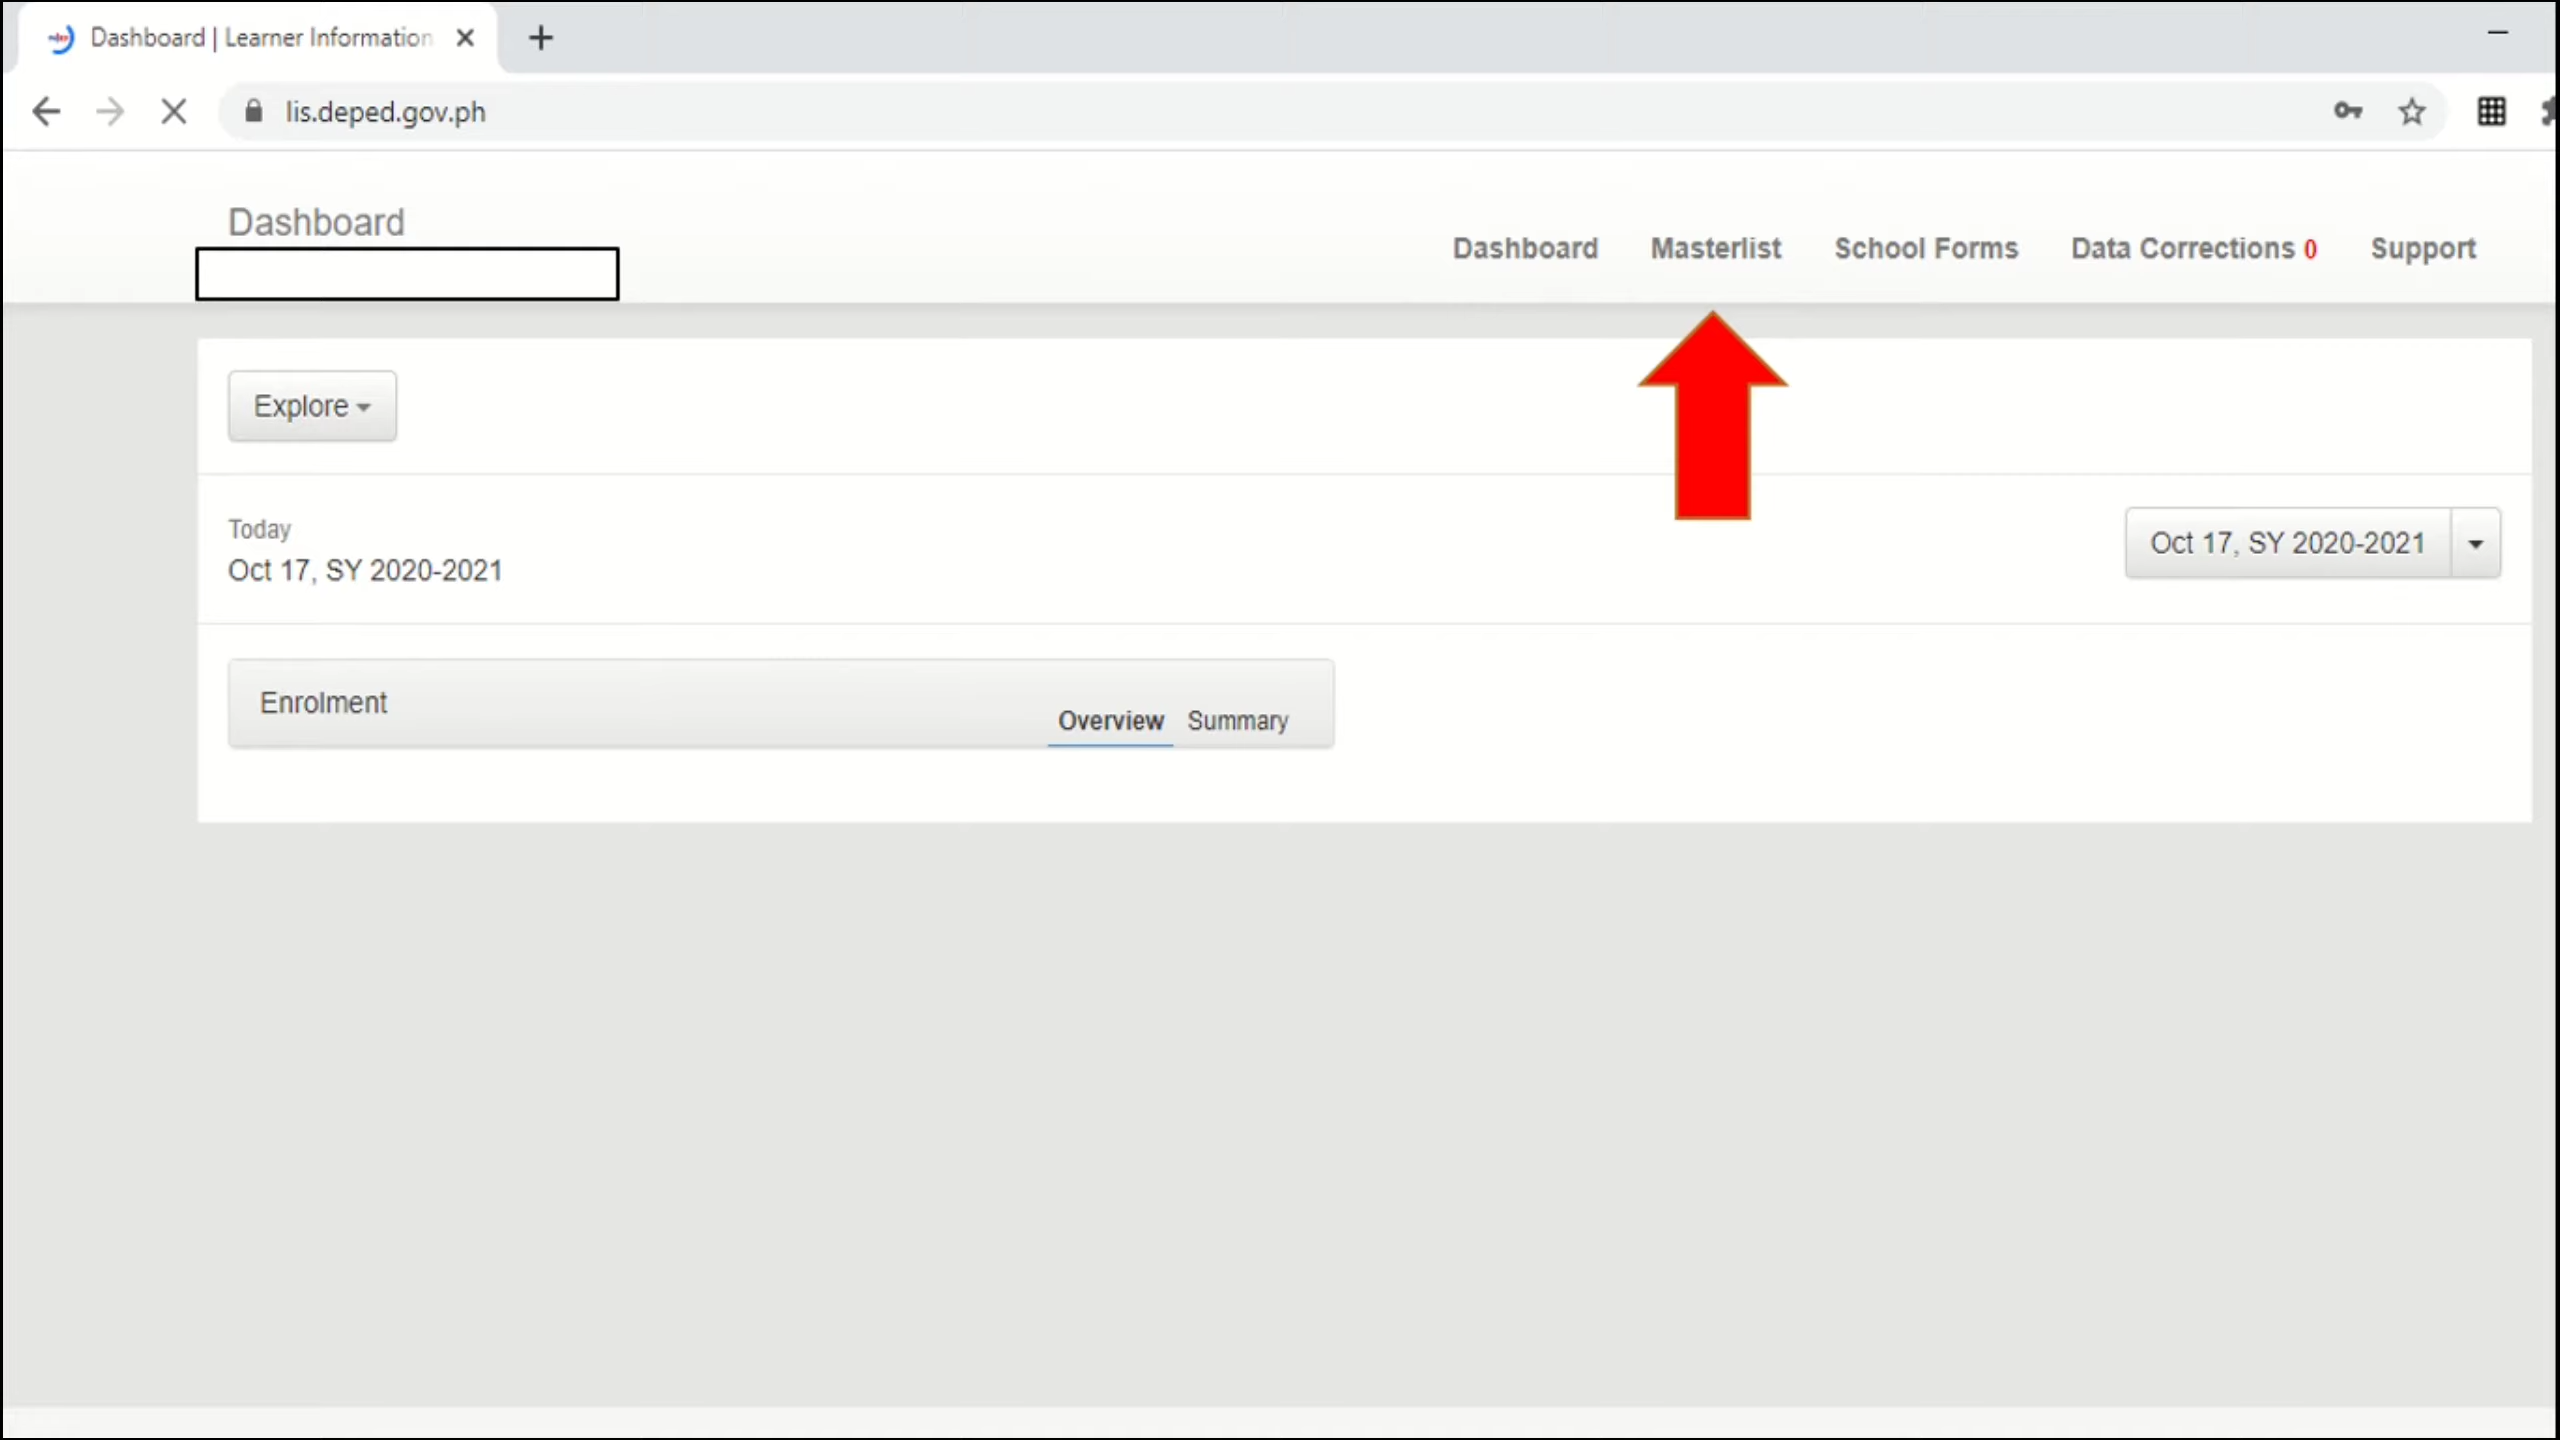 Dashboard | Learner Information
lis.deped.gov.ph
Dashboard
Dashboard Masterlist School Forms Data Corrections 0 Support
Explore
Today
Oct 17, SY 2020-2021
Oct 17, SY 2020-2021
Enrolment
Overview Summary